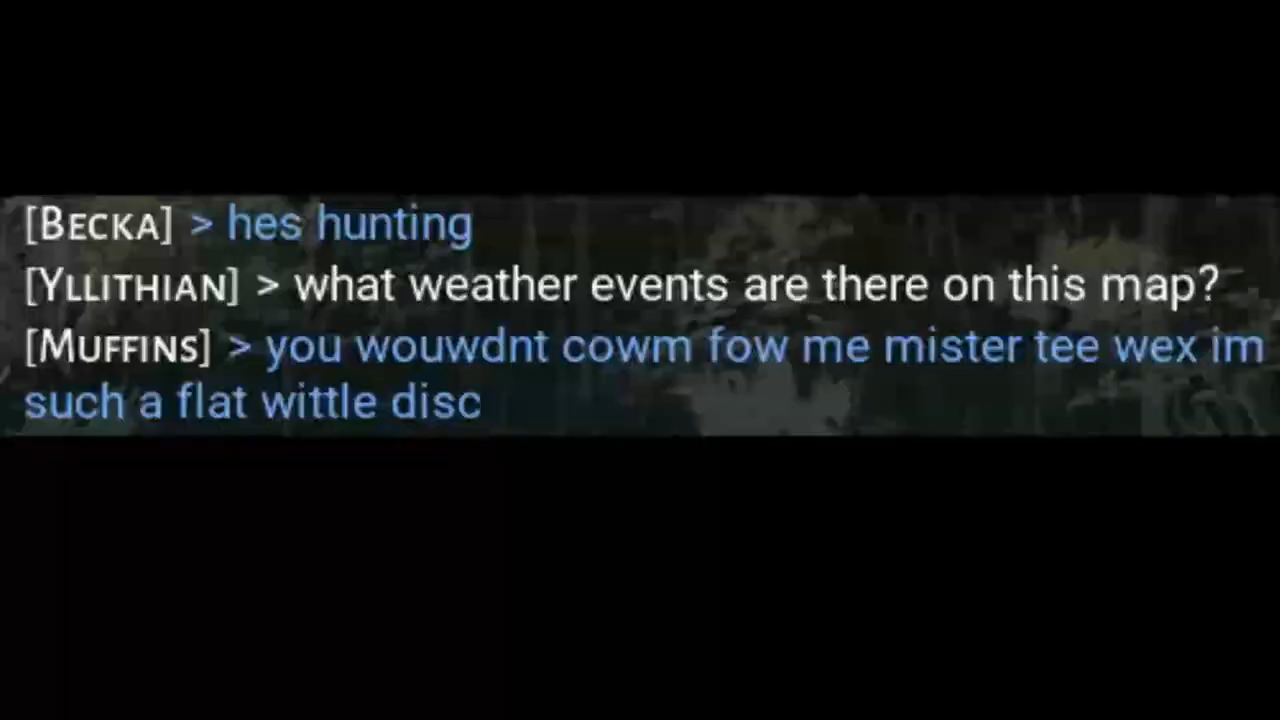 [BECKA] > hes hunting
[YLLITHIAN] > what weather events are there on this map?
[MUFFINS] > you wouwdnt cowm fow me mister tee wex im
such a flat wittle disc